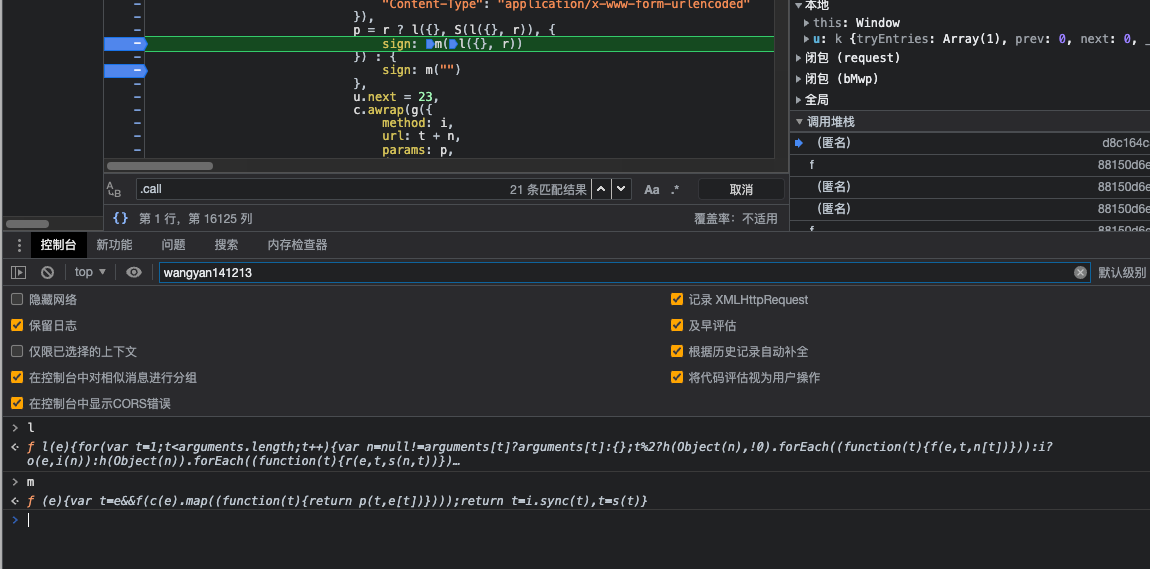 "Content-Type": "application/x-www-form-urlencoded"
}),
p = r ? l({}, S(l({}, r)), {
sign: m(l({}, r))
}) : {
sign: m("")
},
u.next = 23,
c.awrap(g({
method: i,
url: t + n,
params: p,
本地
this: Window
u: k {tryEntries: Array(1), prev: 0, next: 0, _
闭包 (request)
闭包 (bMwp)
全局
调用堆栈
(匿名) d8c164c
f 88150d6e
(匿名) 88150d6e
(匿名) 88150d6e
f 88150d6e
.call 21 条匹配结果 Aa .* 取消
{} 第 1 行，第 16125 列 覆盖率：不适用
控制台 新功能 问题 搜索 内存检查器
top wangyan141213 默认级别
隐藏网络 记录 XMLHttpRequest
保留日志 及早评估
仅限已选择的上下文 根据历史记录自动补全
在控制台中对相似消息进行分组 将代码评估视为用户操作
在控制台中显示CORS错误
> l
ƒ l(e){for(var t=1;t<arguments.length;t++){var n=null!=arguments[t]?arguments[t]:{};t%2?h(Object(n),!0).forEach((function(t){f(e,t,n[t])})):i?
o(e,i(n)):h(Object(n)).forEach((function(t){r(e,t,s(n,t))})…
> m
ƒ (e){var t=e&&f(c(e).map((function(t){return p(t,e[t])})));return t=i.sync(t),t=s(t)}
>